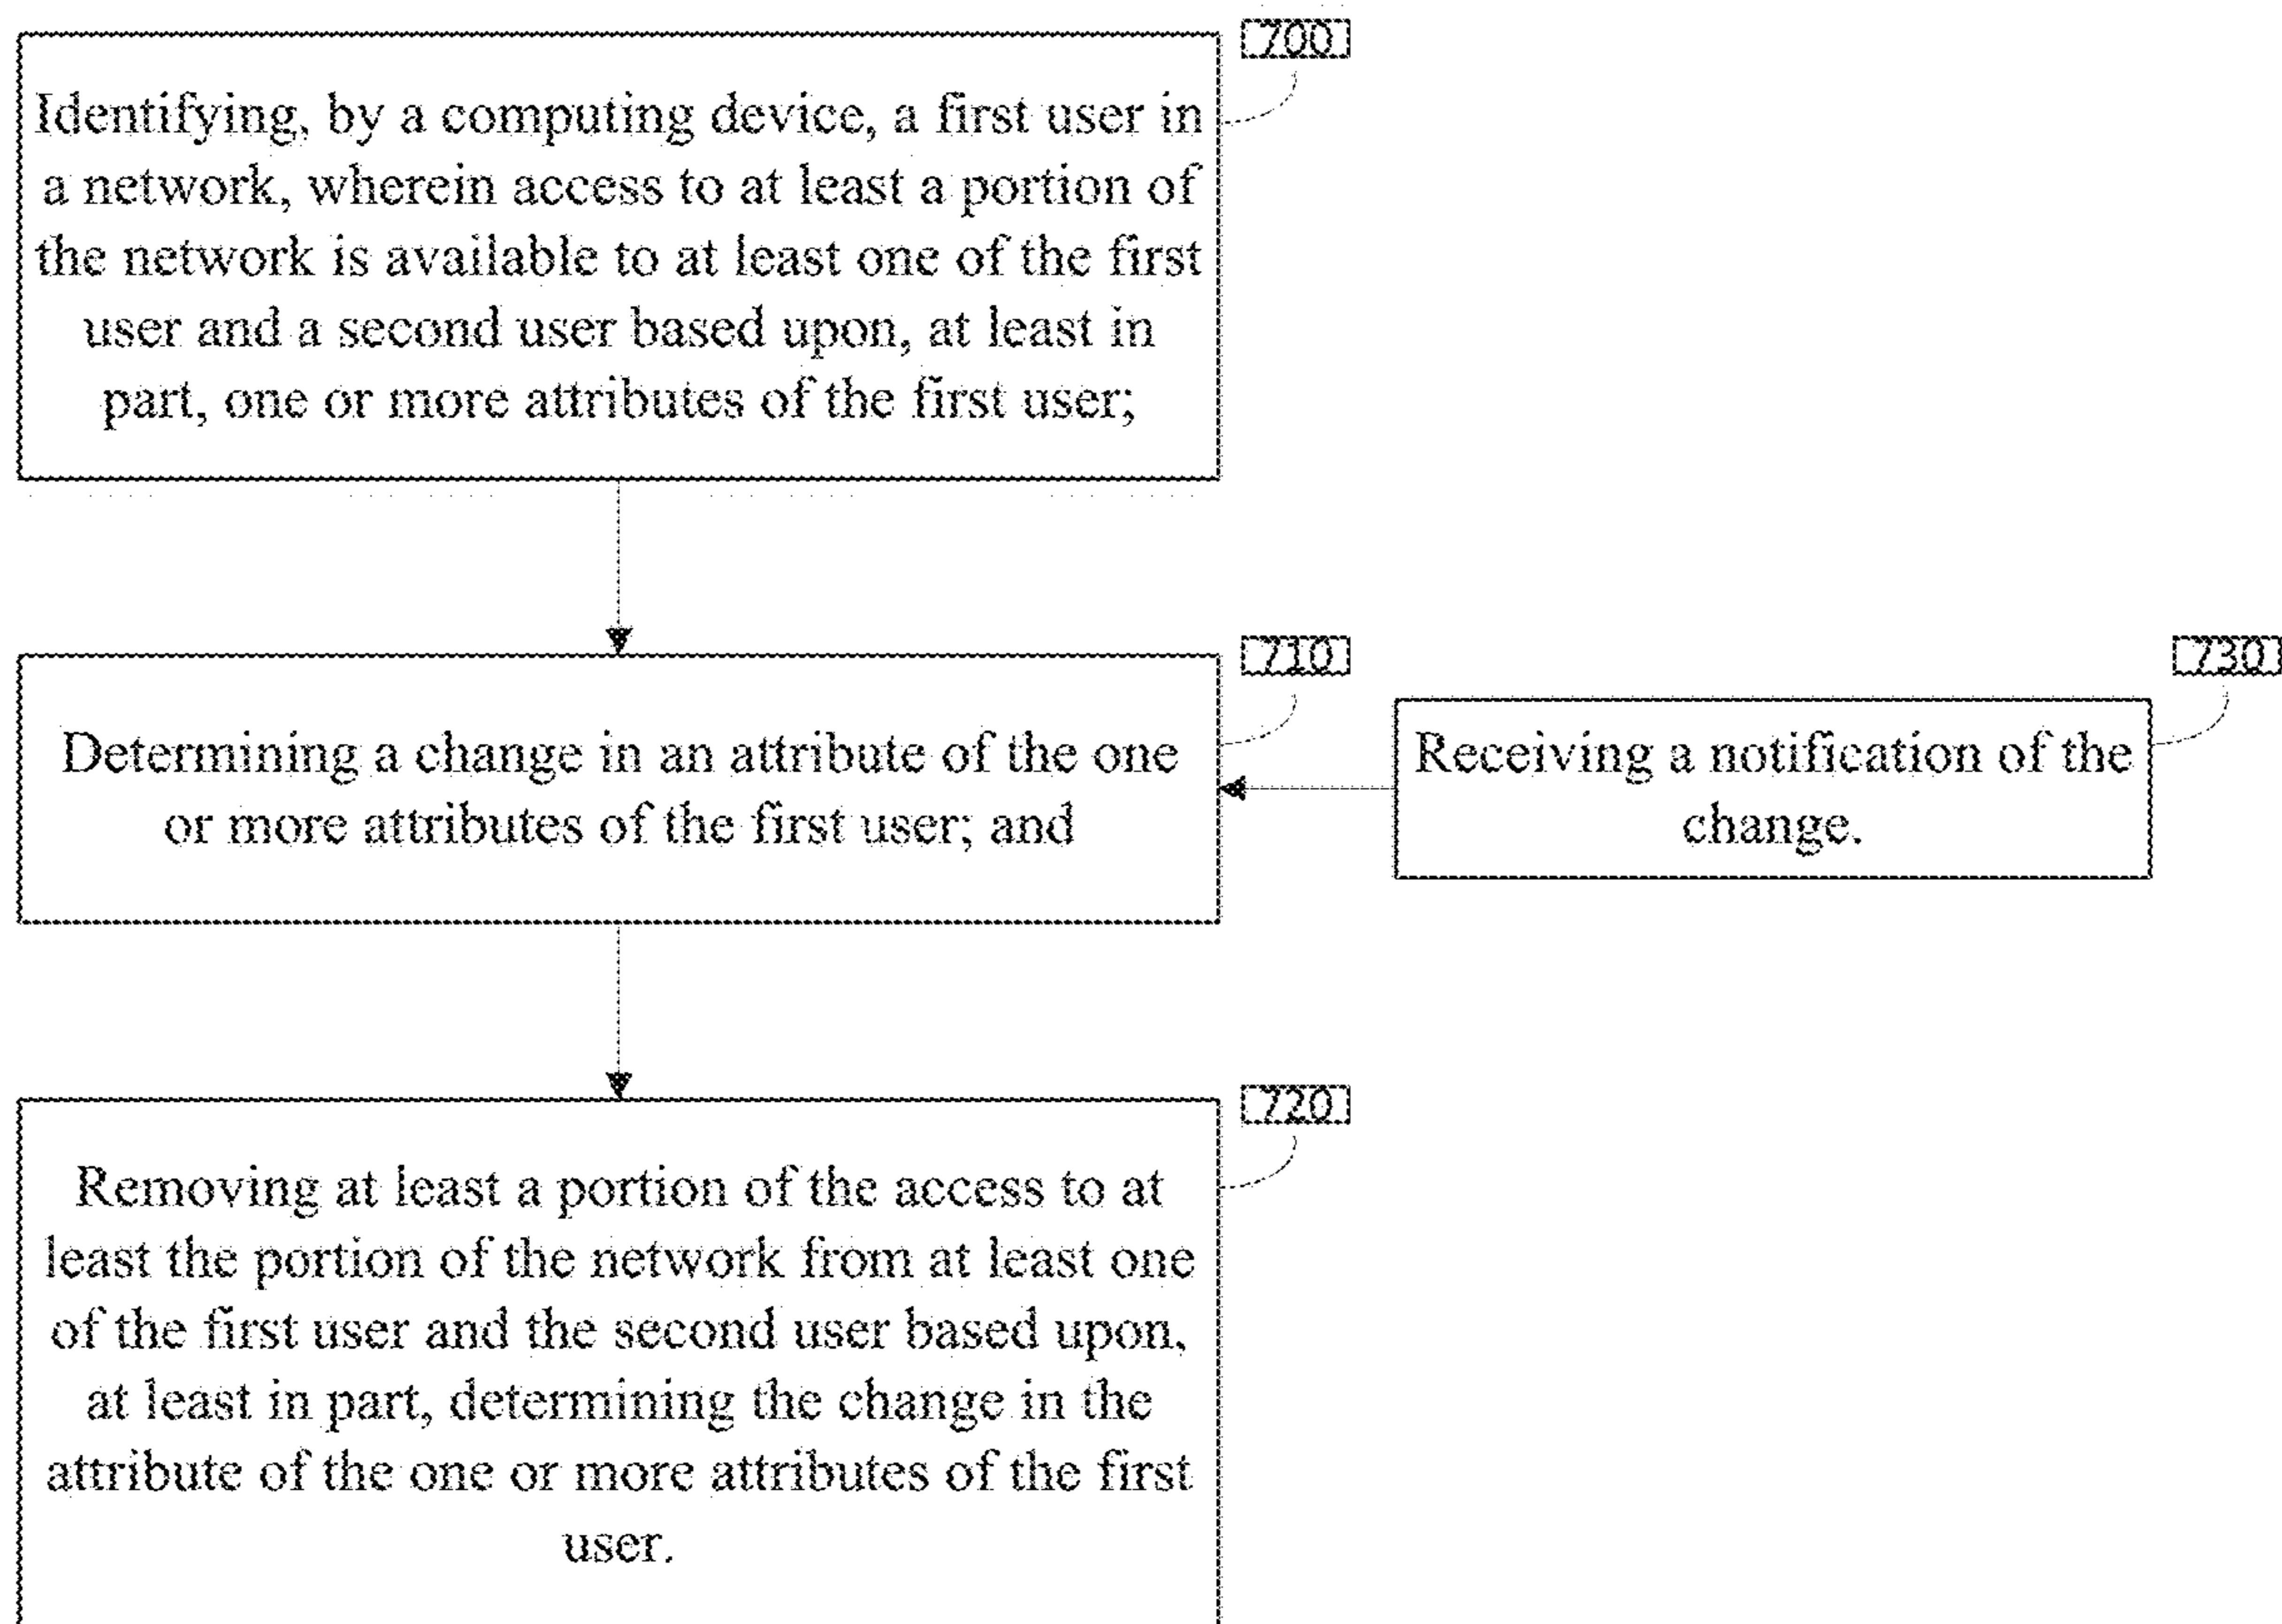 700
Identifying, by a computing device, a first user in
a network, wherein access to at least a portion of
the network is available to at least one of the first
user and a second user based upon, at least in
part, one or more attributes of the first user;
710
Determining a change in an attribute of the one
or more attributes of the first user; and
730
Receiving a notification of the
change.
720
Removing at least a portion of the access to at
least the portion of the network from at least one
of the first user and the second user based upon,
at least in part, determining the change in the
attribute of the one or more attributes of the first
user.